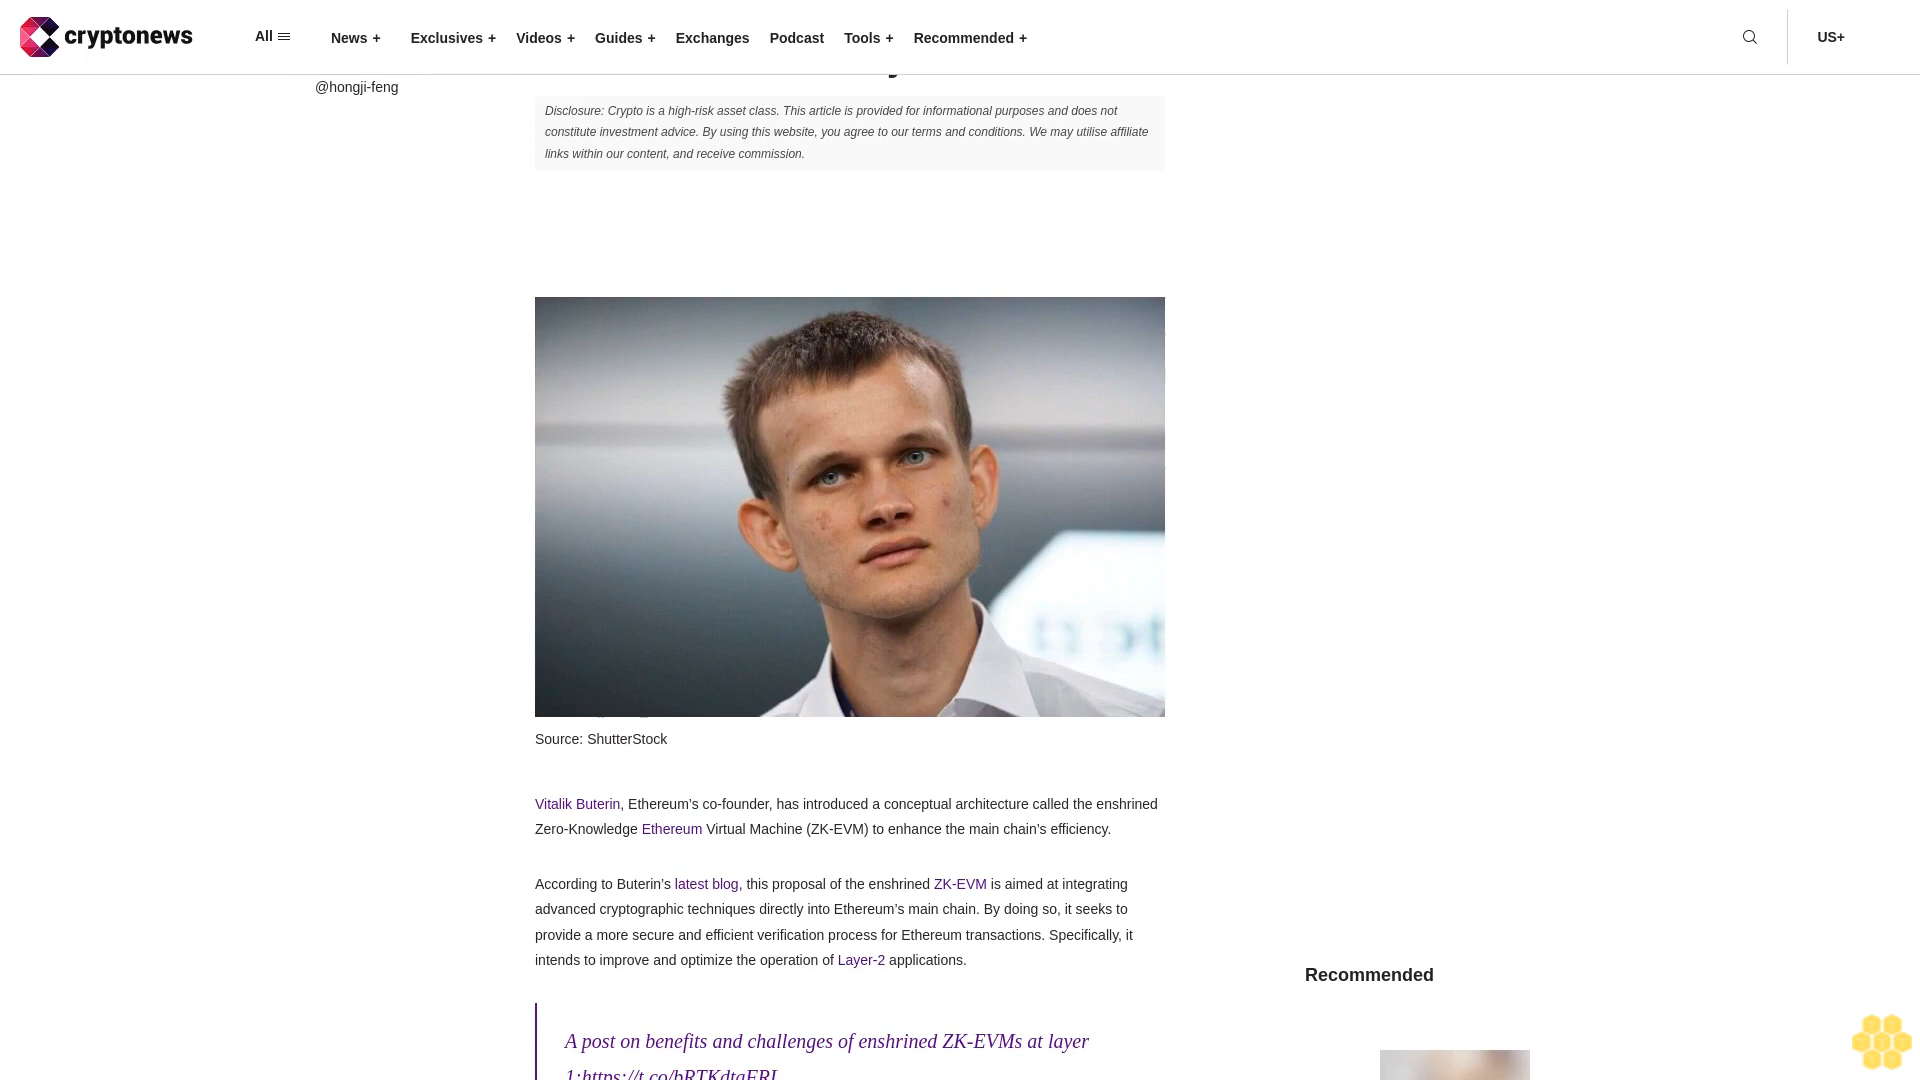 cryptonews
All
News +
Exclusives +
Videos +
Guides +
Exchanges
Podcast
Tools +
Recommended +
US+
@hongji-feng
Disclosure: Crypto is a high-risk asset class. This article is provided for informational purposes and does not
constitute investment advice. By using this website, you agree to our terms and conditions. We may utilise affiliate
links within our content, and receive commission.
Source: ShutterStock
Vitalik Buterin, Ethereum’s co-founder, has introduced a conceptual architecture called the enshrined
Zero-Knowledge Ethereum Virtual Machine (ZK-EVM) to enhance the main chain’s efficiency.
According to Buterin’s latest blog, this proposal of the enshrined ZK-EVM is aimed at integrating
advanced cryptographic techniques directly into Ethereum’s main chain. By doing so, it seeks to
provide a more secure and efficient verification process for Ethereum transactions. Specifically, it
intends to improve and optimize the operation of Layer-2 applications.
A post on benefits and challenges of enshrined ZK-EVMs at layer
Recommended